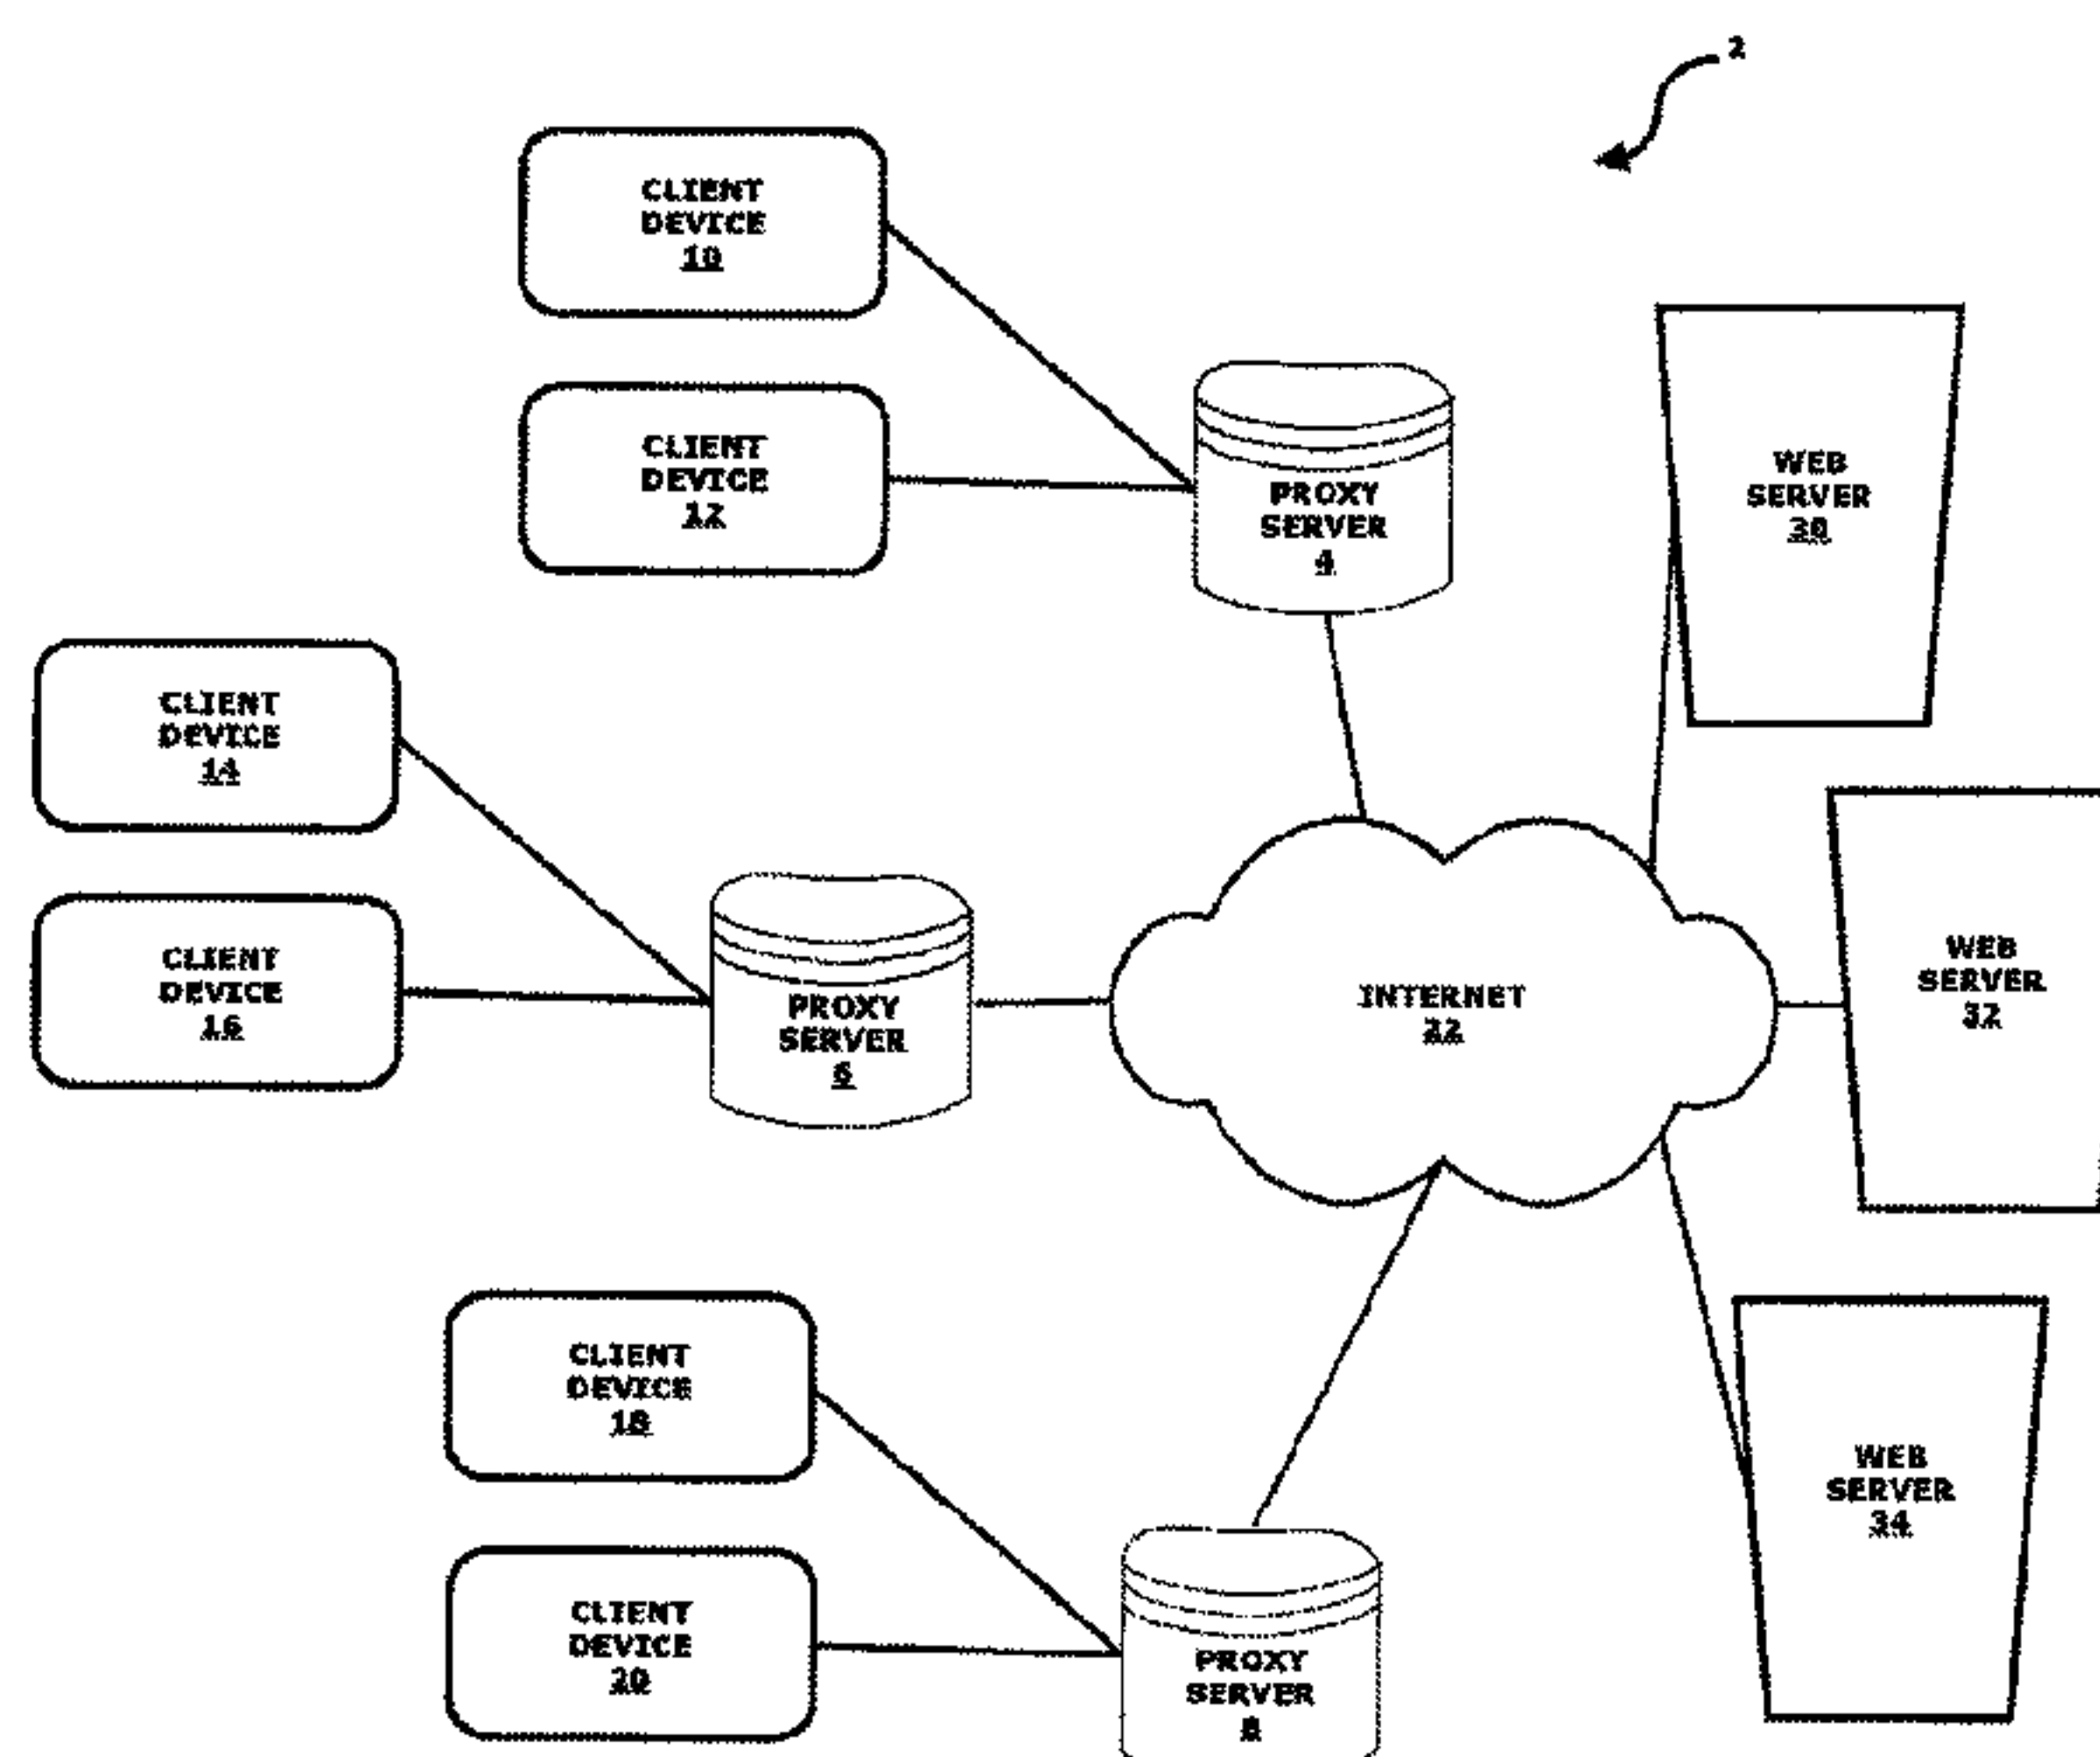 2
CLIENT
DEVICE
10
CLIENT
DEVICE
12
PROXY
SERVER
4
WEB
SERVER
30
CLIENT
DEVICE
14
CLIENT
DEVICE
16
PROXY
SERVER
6
INTERNET
22
WEB
SERVER
32
CLIENT
DEVICE
18
CLIENT
DEVICE
20
PROXY
SERVER
8
WEB
SERVER
34